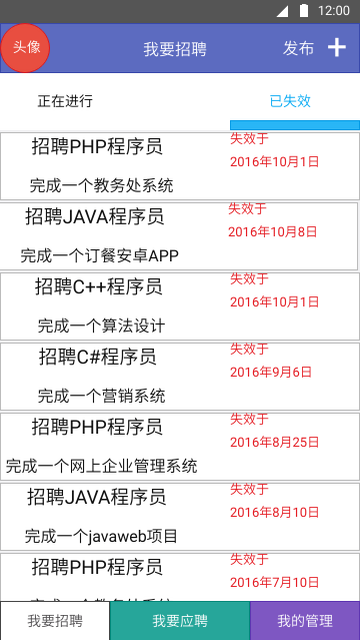 12:00
头像
我要招聘
发布
正在进行
已失效
招聘PHP程序员
失效于
2016年10月1日
完成一个教务处系统
招聘JAVA程序员
失效于
2016年10月8日
完成一个订餐安卓APP
招聘C++程序员
失效于
2016年10月1日
完成一个算法设计
招聘C#程序员
失效于
2016年9月6日
完成一个营销系统
招聘PHP程序员
失效于
2016年8月25日
完成一个网上企业管理系统
招聘JAVA程序员
失效于
2016年8月10日
完成一个javaweb项目
招聘PHP程序员
失效于
2016年7月10日
我要招聘
我要应聘
我的管理